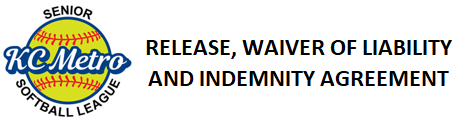 SENIOR
KC Metro
SOFTBALL LEAGUE
RELEASE, WAIVER OF LIABILITY
AND INDEMNITY AGREEMENT